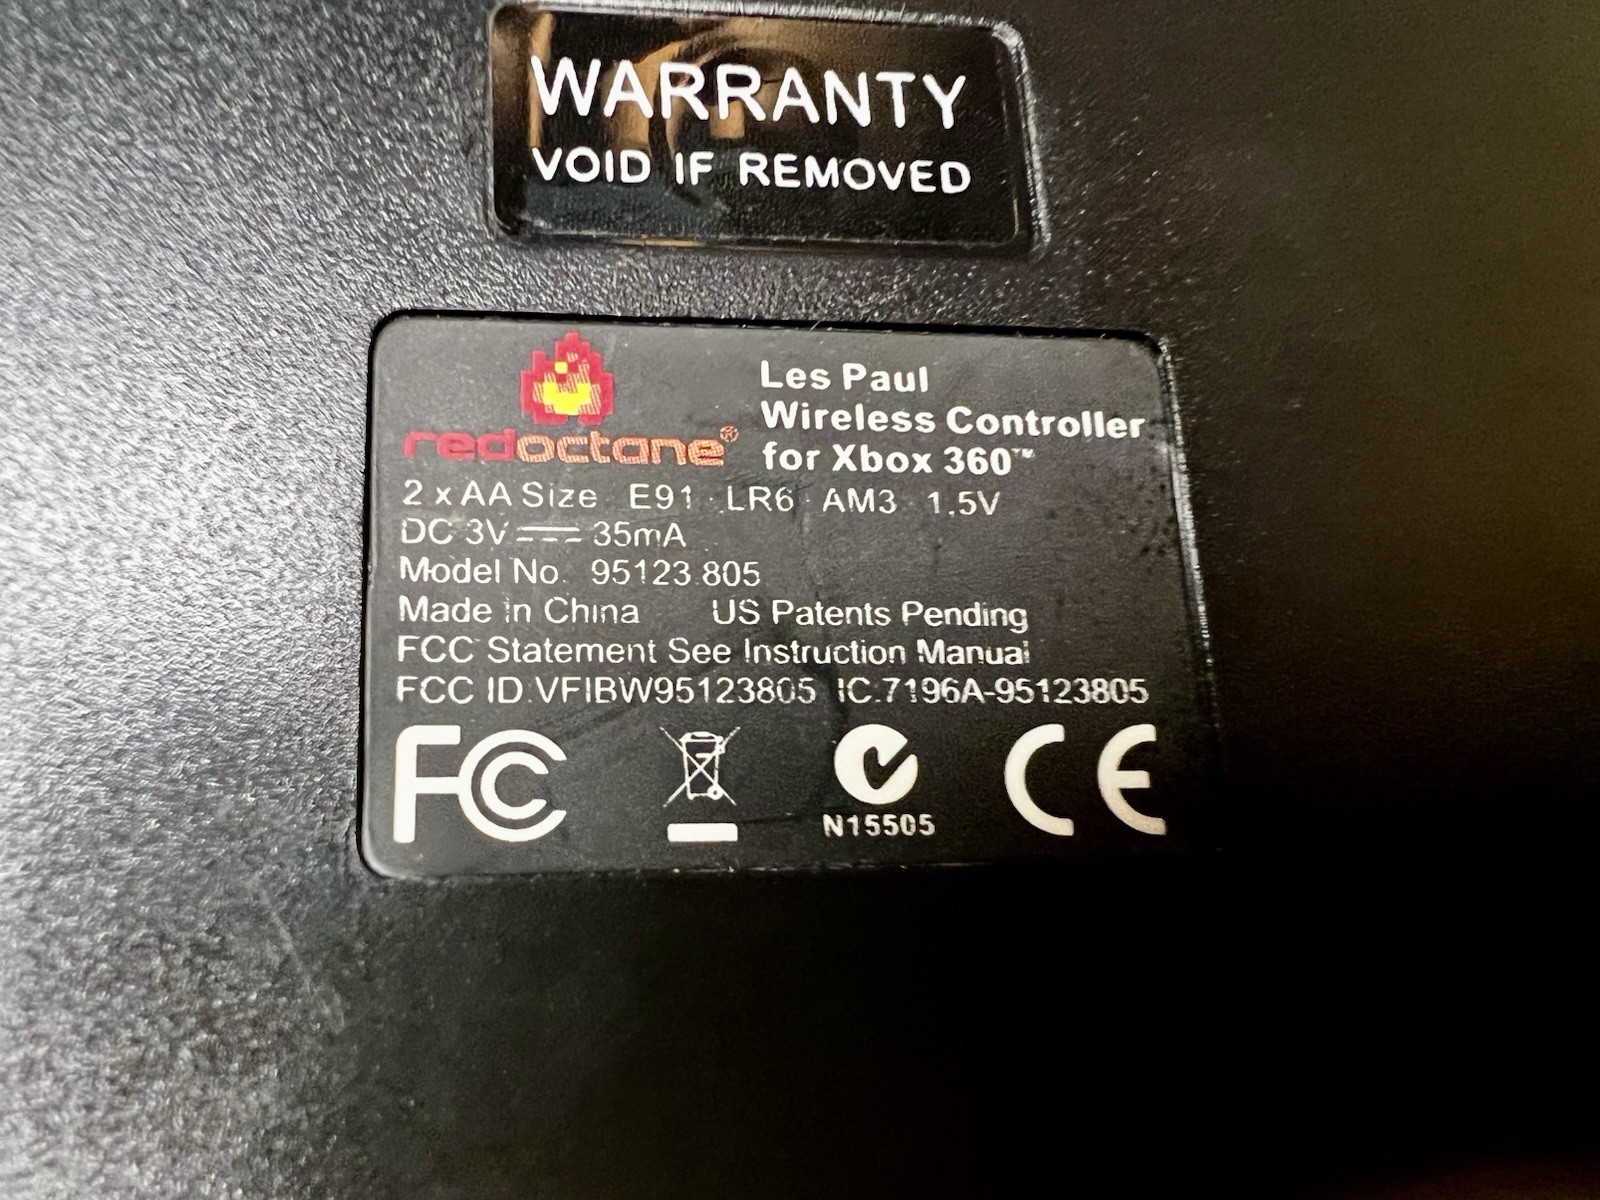 WARRANTY
VOID IF REMOVED
redoctane®
Les Paul
Wireless Controller
for Xbox 360™
2 x AA Size E91 · LR6 · AM3 1.5V
DC 3V 35mA
Model No. 95123.805
Made in China US Patents Pending
FCC Statement See Instruction Manual
FCC ID:VFIBW95123805 IC:7196A-95123805
FC CE
N15505